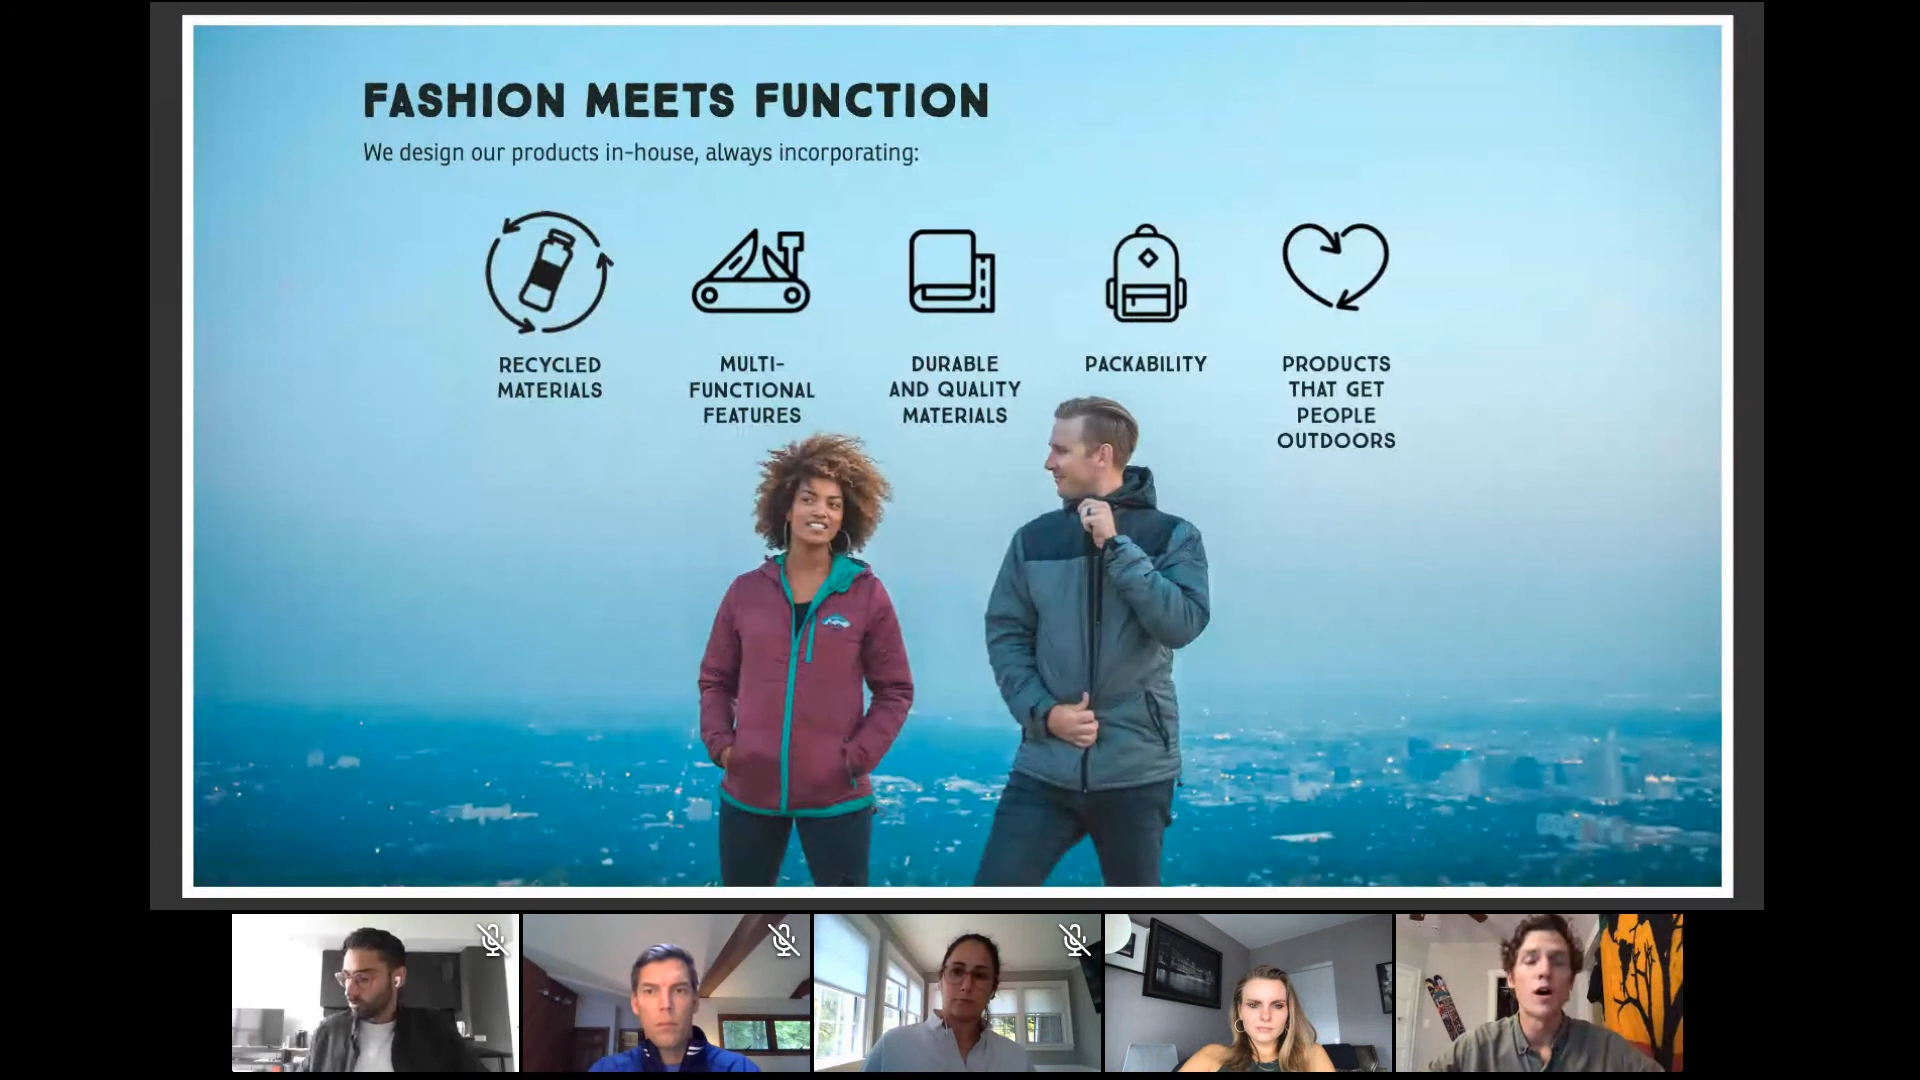 FASHION MEETS FUNCTION
We design our products in-house, always incorporating:
RECYCLED
MATERIALS
MULTI-
FUNCTIONAL
FEATURES
DURABLE
AND QUALITY
MATERIALS
PACKABILITY
PRODUCTS
THAT GET
PEOPLE
OUTDOORS